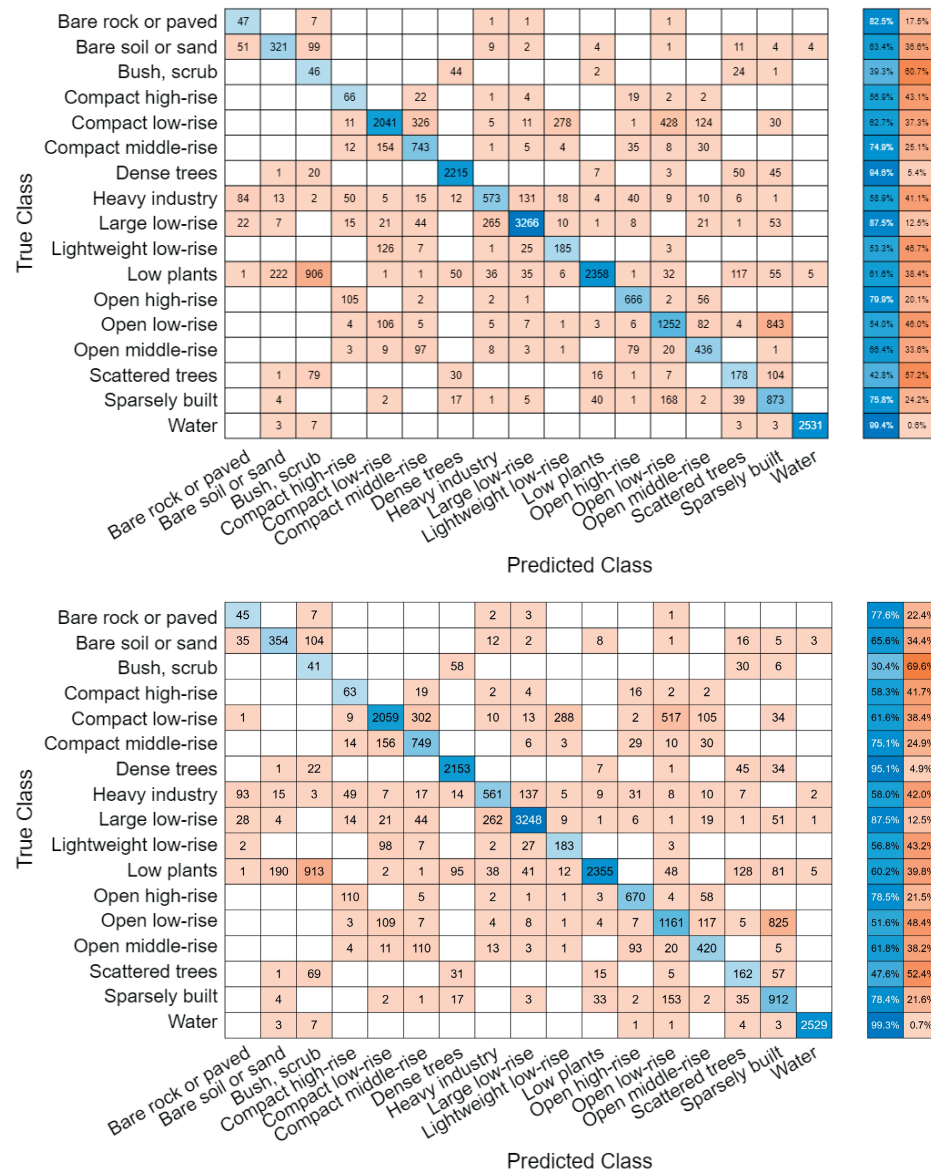 Bare rock or paved 47 7 1 1 1 82.5% 17.5%
Bare soil or sand 51 321 99 9 2 4 1 11 4 4 63.4% 36.6%
Bush, scrub 46 44 2 24 1 39.3% 60.7%
Compact high-rise 66 22 1 4 19 2 2 56.9% 43.1%
Compact low-rise 11 2041 326 5 11 278 1 428 124 30 62.7% 37.3%
Compact middle-rise 12 154 743 1 5 4 35 8 30 74.9% 25.1%
Dense trees 1 20 2215 7 3 50 45 94.6% 5.4%
Heavy industry 84 13 2 50 5 15 12 573 131 18 4 40 9 10 6 1 58.9% 41.1%
Large low-rise 22 7 15 21 44 265 3266 10 1 8 21 1 53 87.5% 12.5%
Lightweight low-rise 126 7 1 25 185 3 53.3% 46.7%
Low plants 1 222 906 1 1 50 36 35 6 2358 1 32 117 55 5 61.6% 38.4%
Open high-rise 105 2 2 1 666 2 56 79.9% 20.1%
Open low-rise 4 106 5 5 7 1 3 6 1252 82 4 843 54.0% 46.0%
Open middle-rise 3 9 97 8 3 1 79 20 436 1 66.4% 33.6%
Scattered trees 1 79 30 16 1 7 178 104 42.8% 57.2%
Sparsely built 4 2 17 1 5 40 1 168 2 39 873 75.8% 24.2%
Water 3 7 3 3 2531 99.4% 0.6%
True Class
Bare rock or paved
Bare soil or sand
Bush, scrub
Compact high-rise
Compact low-rise
Compact middle-rise
Dense trees
Heavy industry
Large low-rise
Lightweight low-rise
Low plants
Open high-rise
Open low-rise
Open middle-rise
Scattered trees
Sparsely built
Water
Predicted Class
Bare rock or paved 45 7 2 3 1 77.6% 22.4%
Bare soil or sand 35 354 104 12 2 8 1 16 5 3 65.6% 34.4%
Bush, scrub 41 58 30 6 30.4% 69.6%
Compact high-rise 63 19 2 4 16 2 2 58.3% 41.7%
Compact low-rise 1 9 2059 302 10 13 288 2 517 105 34 61.6% 38.4%
Compact middle-rise 14 156 749 6 3 29 10 30 75.1% 24.9%
Dense trees 1 22 2153 7 1 45 34 95.1% 4.9%
Heavy industry 93 15 3 49 7 17 14 561 137 5 9 31 8 10 7 2 58.0% 42.0%
Large low-rise 28 4 14 21 44 262 3248 9 1 6 1 19 1 51 1 87.5% 12.5%
Lightweight low-rise 2 98 7 2 27 183 3 56.8% 43.2%
Low plants 1 190 913 2 1 95 38 41 12 2355 48 128 81 5 60.2% 39.8%
Open high-rise 110 5 2 1 1 3 670 4 58 78.5% 21.5%
Open low-rise 3 109 7 4 8 1 4 7 1161 117 5 825 51.6% 48.4%
Open middle-rise 4 11 110 13 3 1 93 20 420 5 61.8% 38.2%
Scattered trees 1 69 31 15 5 162 57 47.6% 52.4%
Sparsely built 4 2 1 17 3 33 2 153 2 35 912 78.4% 21.6%
Water 3 7 1 1 4 3 2529 99.3% 0.7%
True Class
Bare rock or paved
Bare soil or sand
Bush, scrub
Compact high-rise
Compact low-rise
Compact middle-rise
Dense trees
Heavy industry
Large low-rise
Lightweight low-rise
Low plants
Open high-rise
Open low-rise
Open middle-rise
Scattered trees
Sparsely built
Water
Predicted Class